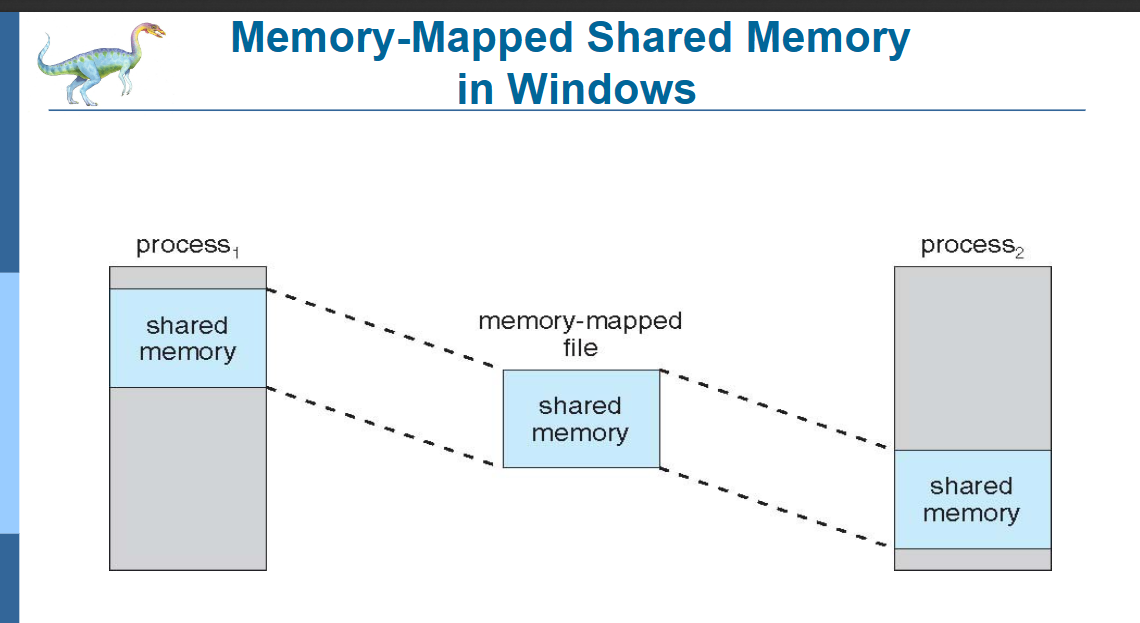 Memory-Mapped Shared Memory
in Windows
process₁
shared
memory
memory-mapped
file
shared
memory
process₂
shared
memory